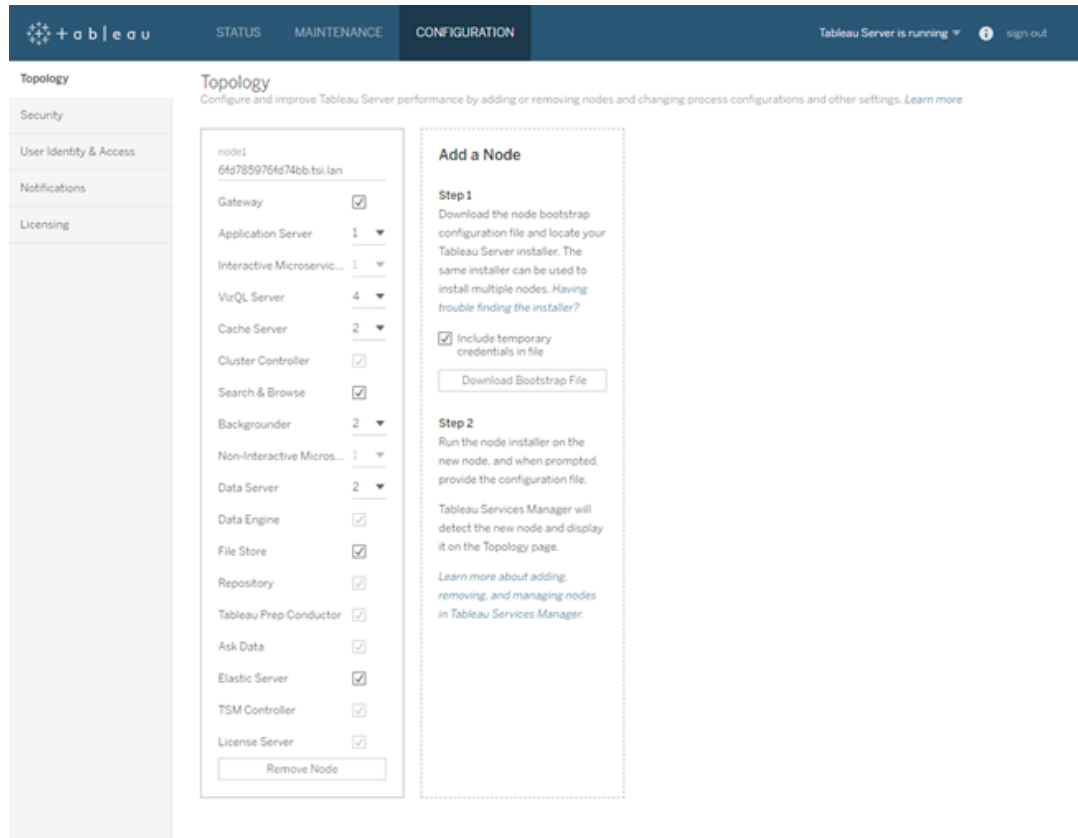 tableau
STATUS MAINTENANCE CONFIGURATION Tableau Server is running sign out
Topology
Security
User Identity & Access
Notifications
Licensing
Topology
Configure and improve Tableau Server performance by adding or removing nodes and changing process configurations and other settings. Learn more
node1
6fd785976fd74bb.tsi.lan
Gateway
Application Server 1
Interactive Microservic... 1
VizQL Server 4
Cache Server 2
Cluster Controller
Search & Browse
Backgrounder 2
Non-Interactive Micros... 1
Data Server 2
Data Engine
File Store
Repository
Tableau Prep Conductor
Ask Data
Elastic Server
TSM Controller
License Server
Remove Node
Add a Node
Step 1
Download the node bootstrap
configuration file and locate your
Tableau Server installer. The
same installer can be used to
install multiple nodes. Having
trouble finding the installer?
Include temporary
credentials in file
Download Bootstrap File
Step 2
Run the node installer on the
new node, and when prompted,
provide the configuration file.
Tableau Services Manager will
detect the new node and display
it on the Topology page.
Learn more about adding,
removing, and managing nodes
in Tableau Services Manager.